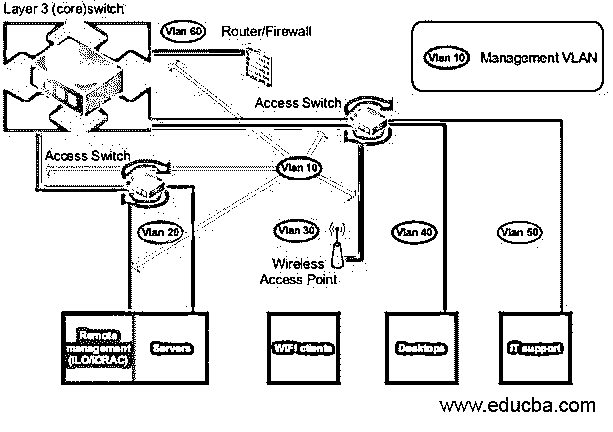 Layer 3 (core)switch
Vlan 60
Router/Firewall
Vlan 10
Management VLAN
Access Switch
Access Switch
Vlan 10
Vlan 20
Vlan 30
Vlan 40
Vlan 50
Wireless
Access Point
Remote
management
(ILO/iDRAC)
Servers
WIFI clients
Desktops
IT support
www.educba.com